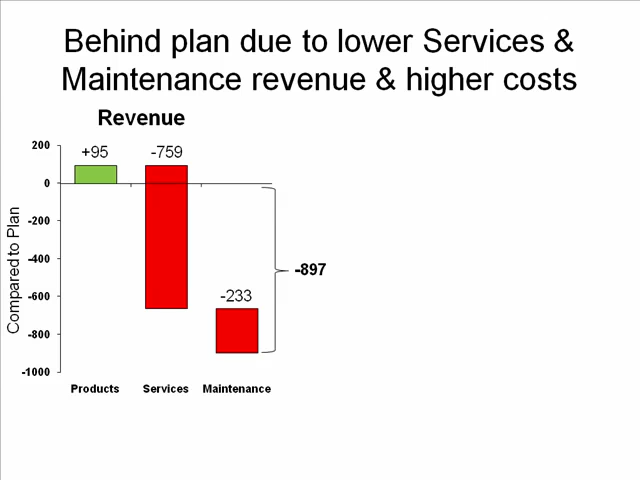 Behind plan due to lower Services &
Maintenance revenue & higher costs
Revenue
Compared to Plan
200
0
-200
-400
-600
-800
-1000
+95
-759
-233
-897
Products
Services
Maintenance